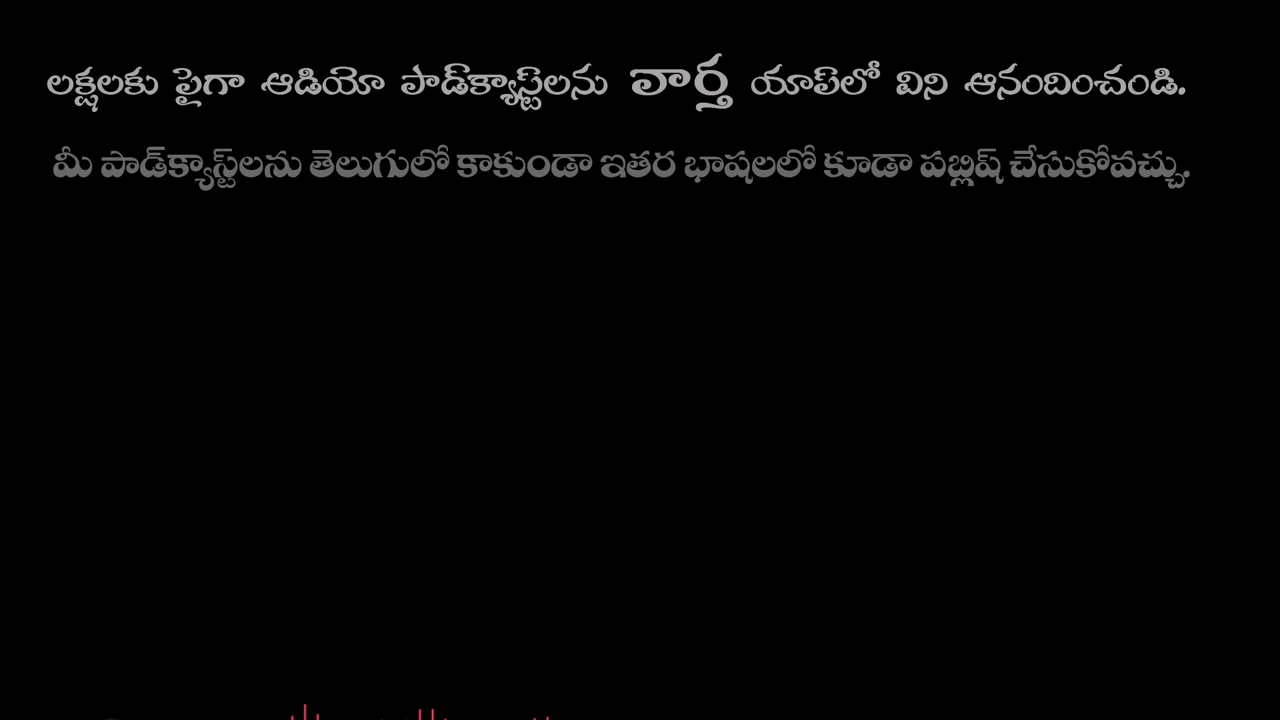 లక్షలకు పైగా ఆడియో పాడ్‌క్యాస్ట్‌లను వార్త యాప్‌లో విని ఆనందించండి.
మీ పాడ్‌క్యాస్ట్‌లను తెలుగులో కాకుండా ఇతర భాషలలో కూడా పబ్లిష్ చేసుకోవచ్చు.